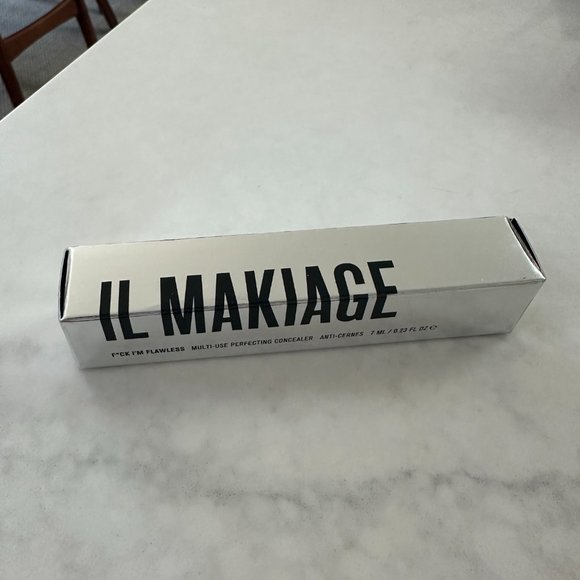 IL MAKIAGE
F*CK I'M FLAWLESS MULTI-USE PERFECTING CONCEALER ANTI-CERNES 7 ML / 0.23 FL OZ ℮